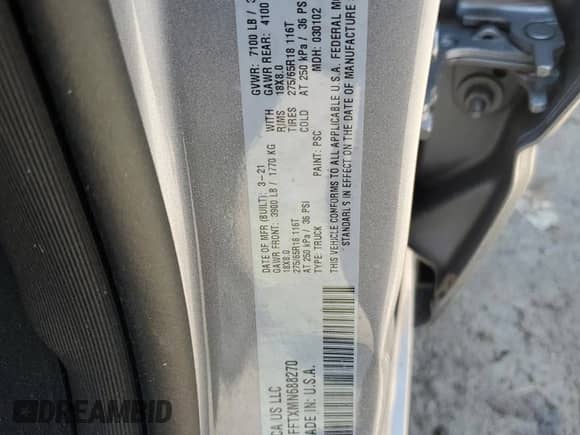 CA US LLC
DATE OF MFR (BUILT): 3-21
GVWR: 7100 LB /
GAWR FRONT: 3900 LB / 1770 KG
WITH
GAWR REAR: 4100
18X8.0
RIMS
18X8.0
275/65R18 116T
TIRES
275/65R18 116T
AT 250 kPa / 36 PSI
COLD
AT 250 kPa / 36 PSI
TYPE: TRUCK
PAINT: PSC
MDH: 030102
THIS VEHICLE CONFORMS TO ALL APPLICABLE U.S.A. FEDERAL
STANDARDS IN EFFECT ON THE DATE OF MANUFACTURE
FFTXMN688270
MADE IN: U.S.A.
DREAMBID